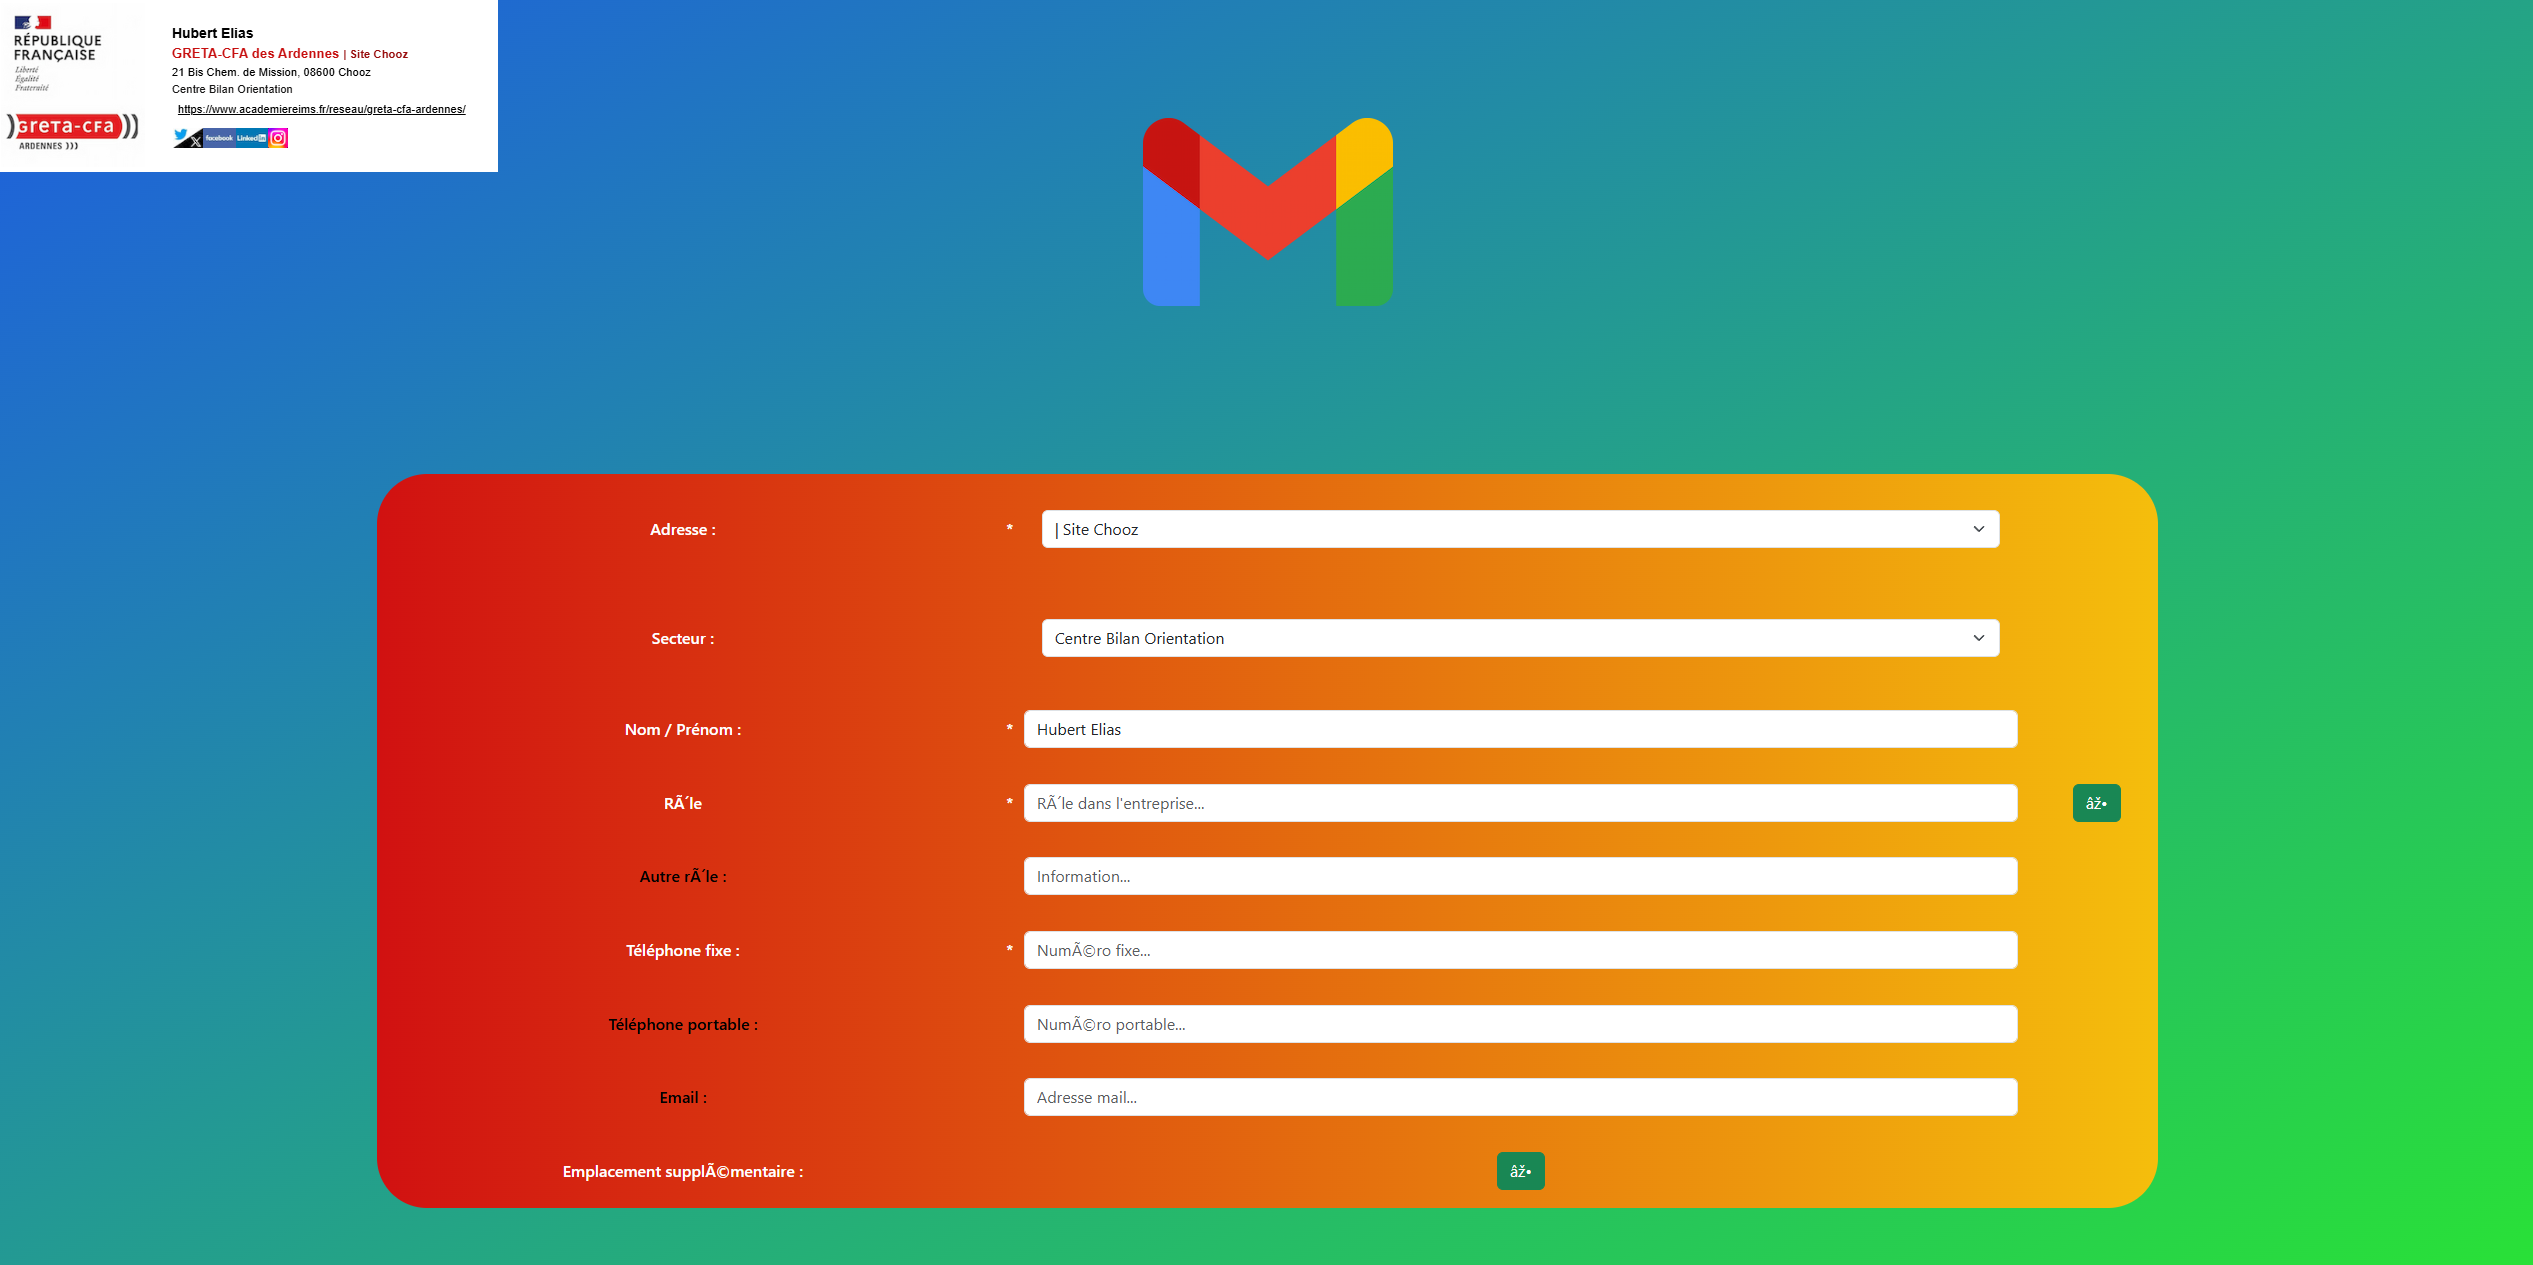 RÉPUBLIQUE
FRANÇAISE
Liberté
Égalité
Fraternité
GRETA-CFA
ARDENNES )))
Hubert Elias
GRETA-CFA des Ardennes | Site Chooz
21 Bis Chem. de Mission, 08600 Chooz
Centre Bilan Orientation
https://www.academiereims.fr/reseau/greta-cfa-ardennes/
facebook Linked in
Adresse : * | Site Chooz
Secteur : Centre Bilan Orientation
Nom / Prénom : * Hubert Elias
RÃ´le * RÃ´le dans l'entreprise... âž•
Autre rÃ´le : Information...
Téléphone fixe : * NumÃ©ro fixe...
Téléphone portable : NumÃ©ro portable...
Email : Adresse mail...
Emplacement supplÃ©mentaire : âž•